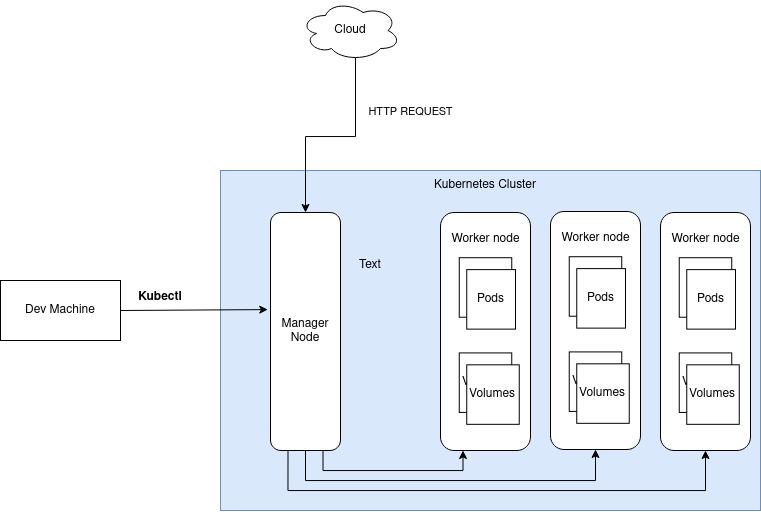 Cloud
HTTP REQUEST
Kubernetes Cluster
Worker node
Worker node
Worker node
Text
Kubectl
Dev Machine
Manager
Node
Pods
Pods
Pods
Volumes
Volumes
Volumes